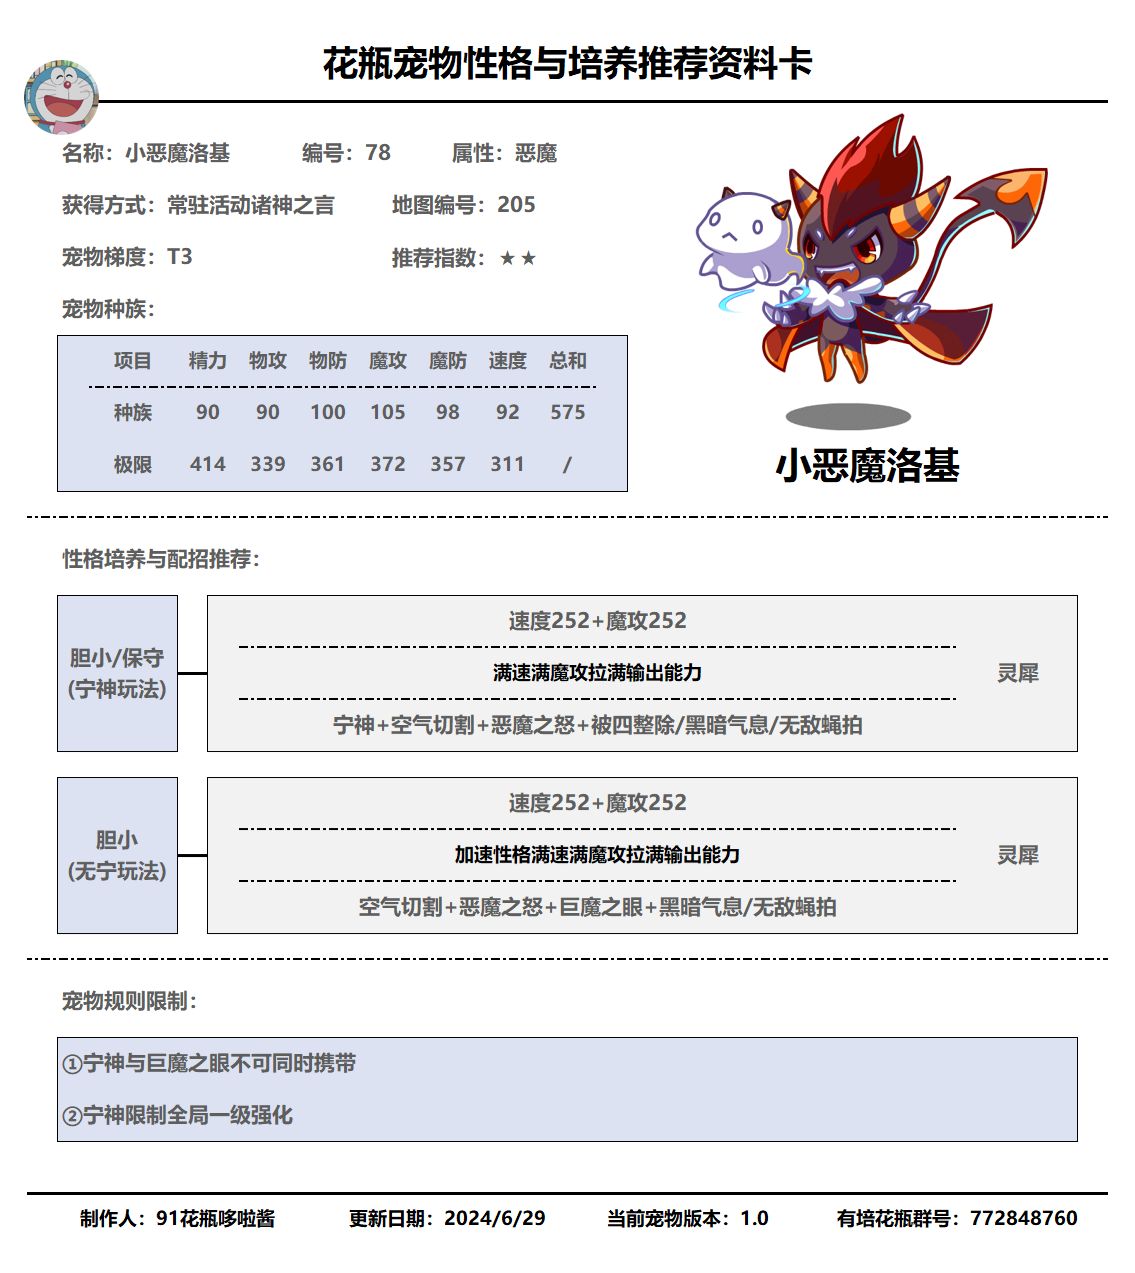 花瓶宠物性格与培养推荐资料卡
名称：小恶魔洛基 编号：78 属性：恶魔
获得方式：常驻活动诸神之言 地图编号：205
宠物梯度：T3 推荐指数：★★
宠物种族：
项目 精力 物攻 物防 魔攻 魔防 速度 总和
种族 90 90 100 105 98 92 575
极限 414 339 361 372 357 311 /
小恶魔洛基
性格培养与配招推荐：
胆小/保守
(宁神玩法)
速度252+魔攻252
满速满魔攻拉满输出能力
宁神+空气切割+恶魔之怒+被四整除/黑暗气息/无敌蝇拍
灵犀
胆小
(无宁玩法)
速度252+魔攻252
加速性格满速满魔攻拉满输出能力
空气切割+恶魔之怒+巨魔之眼+黑暗气息/无敌蝇拍
灵犀
宠物规则限制：
①宁神与巨魔之眼不可同时携带
②宁神限制全局一级强化
制作人：91花瓶哆啦酱 更新日期：2024/6/29 当前宠物版本：1.0 有培花瓶群号：772848760